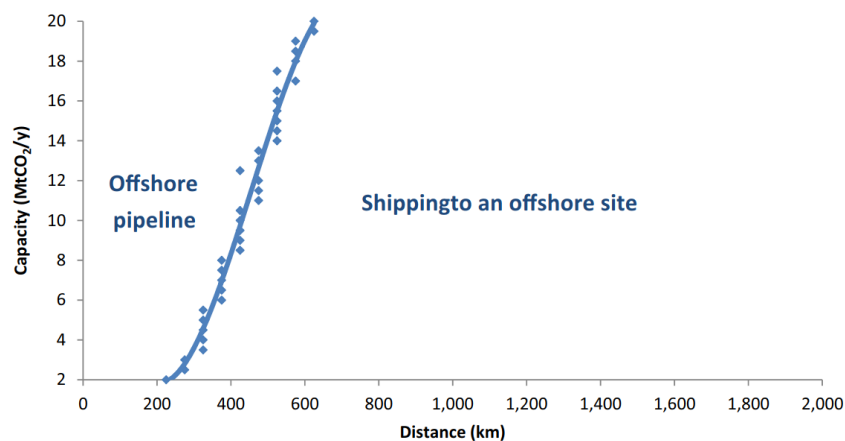 20
18
16
14
12
10
8
6
4
2
Capacity (MtCO₂/y)
Offshore
pipeline
Shippingto an offshore site
0 200 400 600 800 1,000 1,200 1,400 1,600 1,800 2,000
Distance (km)